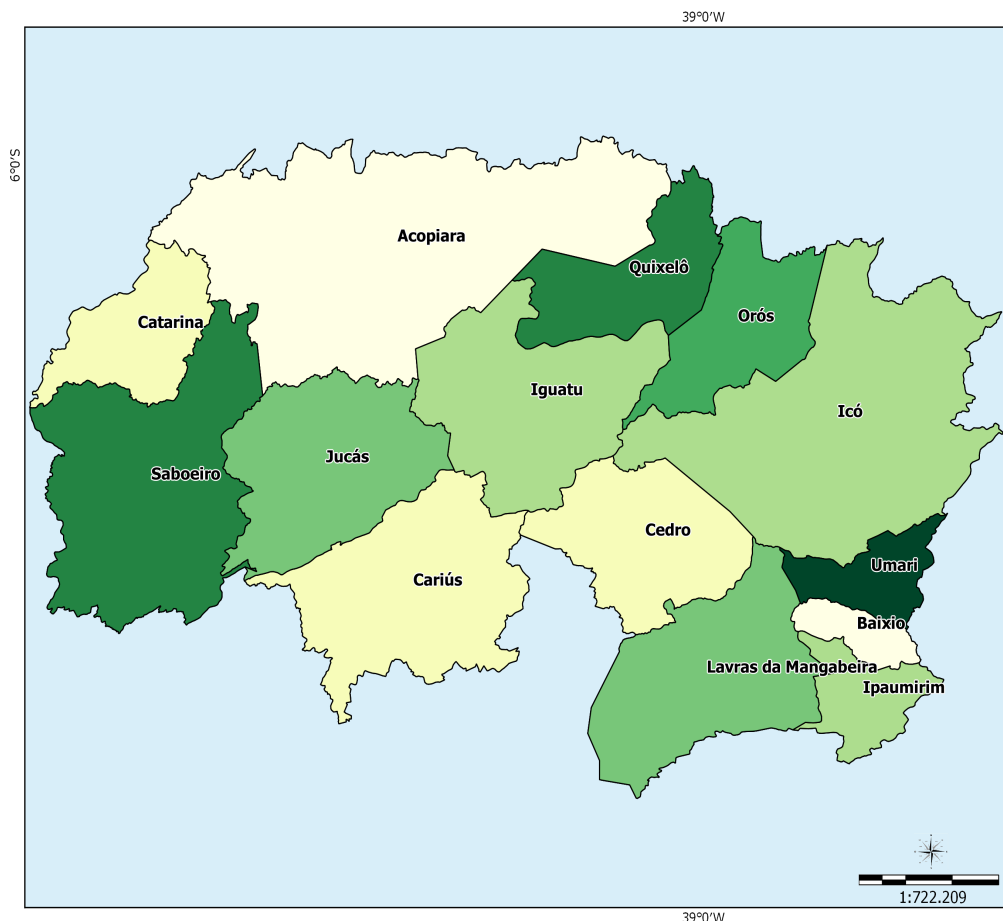 39°0'W
6°0'S
Acopiara
Quixelô
Orós
Catarina
Iguatu
Icó
Jucás
Saboeiro
Cedro
Umari
Cariús
Baixio
Lavras da Mangabeira
Ipaumirim
1:722.209
39°0'W